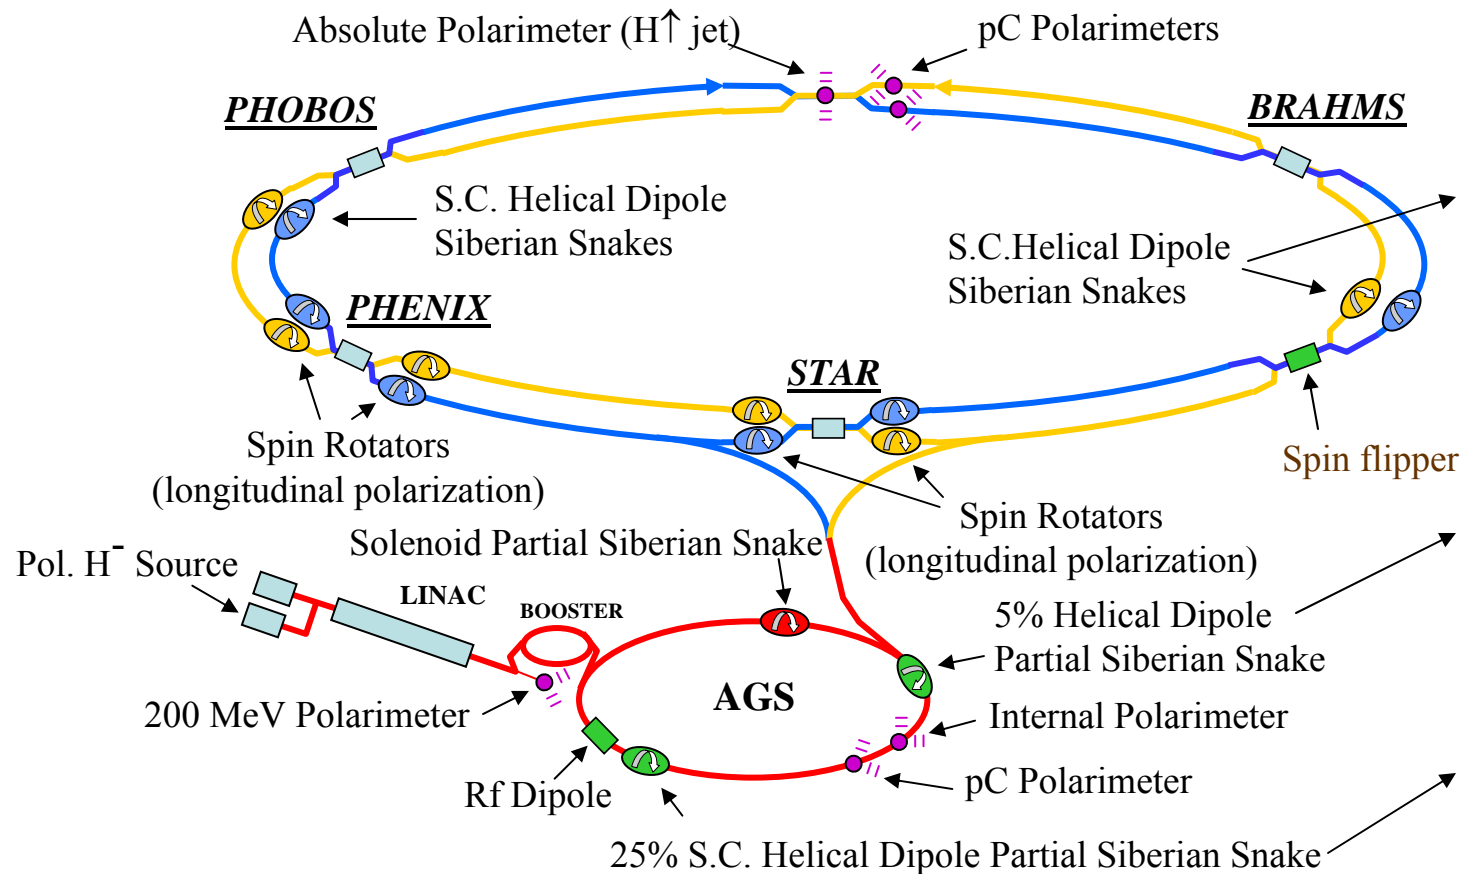 Absolute Polarimeter (H↑ jet)
pC Polarimeters
PHOBOS
BRAHMS
S.C. Helical Dipole
Siberian Snakes
S.C.Helical Dipole
Siberian Snakes
PHENIX
STAR
Spin Rotators
(longitudinal polarization)
Spin flipper
Spin Rotators
(longitudinal polarization)
Solenoid Partial Siberian Snake
Pol. H⁻ Source
LINAC
BOOSTER
5% Helical Dipole
Partial Siberian Snake
AGS
200 MeV Polarimeter
Internal Polarimeter
Rf Dipole
pC Polarimeter
25% S.C. Helical Dipole Partial Siberian Snake